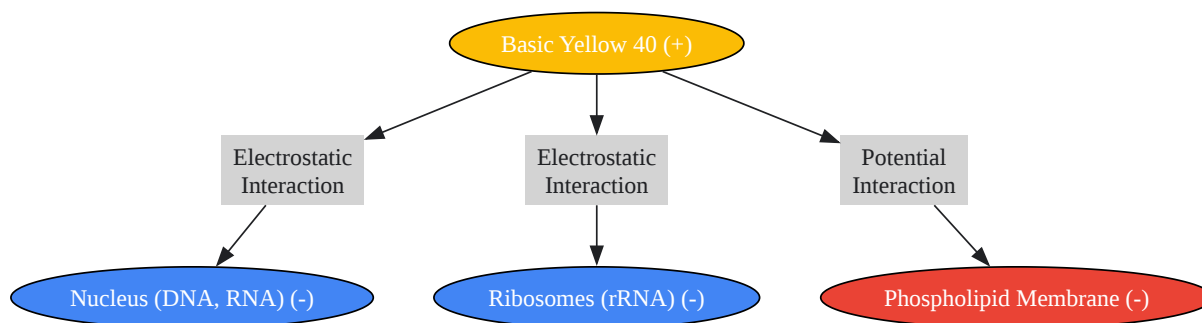 Basic Yellow 40 (+)
Electrostatic
Interaction
Electrostatic
Interaction
Potential
Interaction
Nucleus (DNA, RNA) (-)
Ribosomes (rRNA) (-)
Phospholipid Membrane (-)